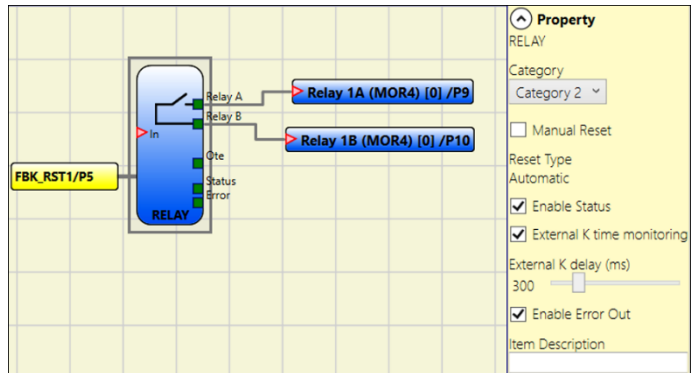 Relay A
Relay 1A (MOR4) [0] /P9
Relay B
In
Relay 1B (MOR4) [0] /P10
Ote
FBK_RST1/P5
Status
Error
RELAY
Property
RELAY
Category
Category 2
Manual Reset
Reset Type
Automatic
Enable Status
External K time monitoring
External K delay (ms)
300
Enable Error Out
Item Description